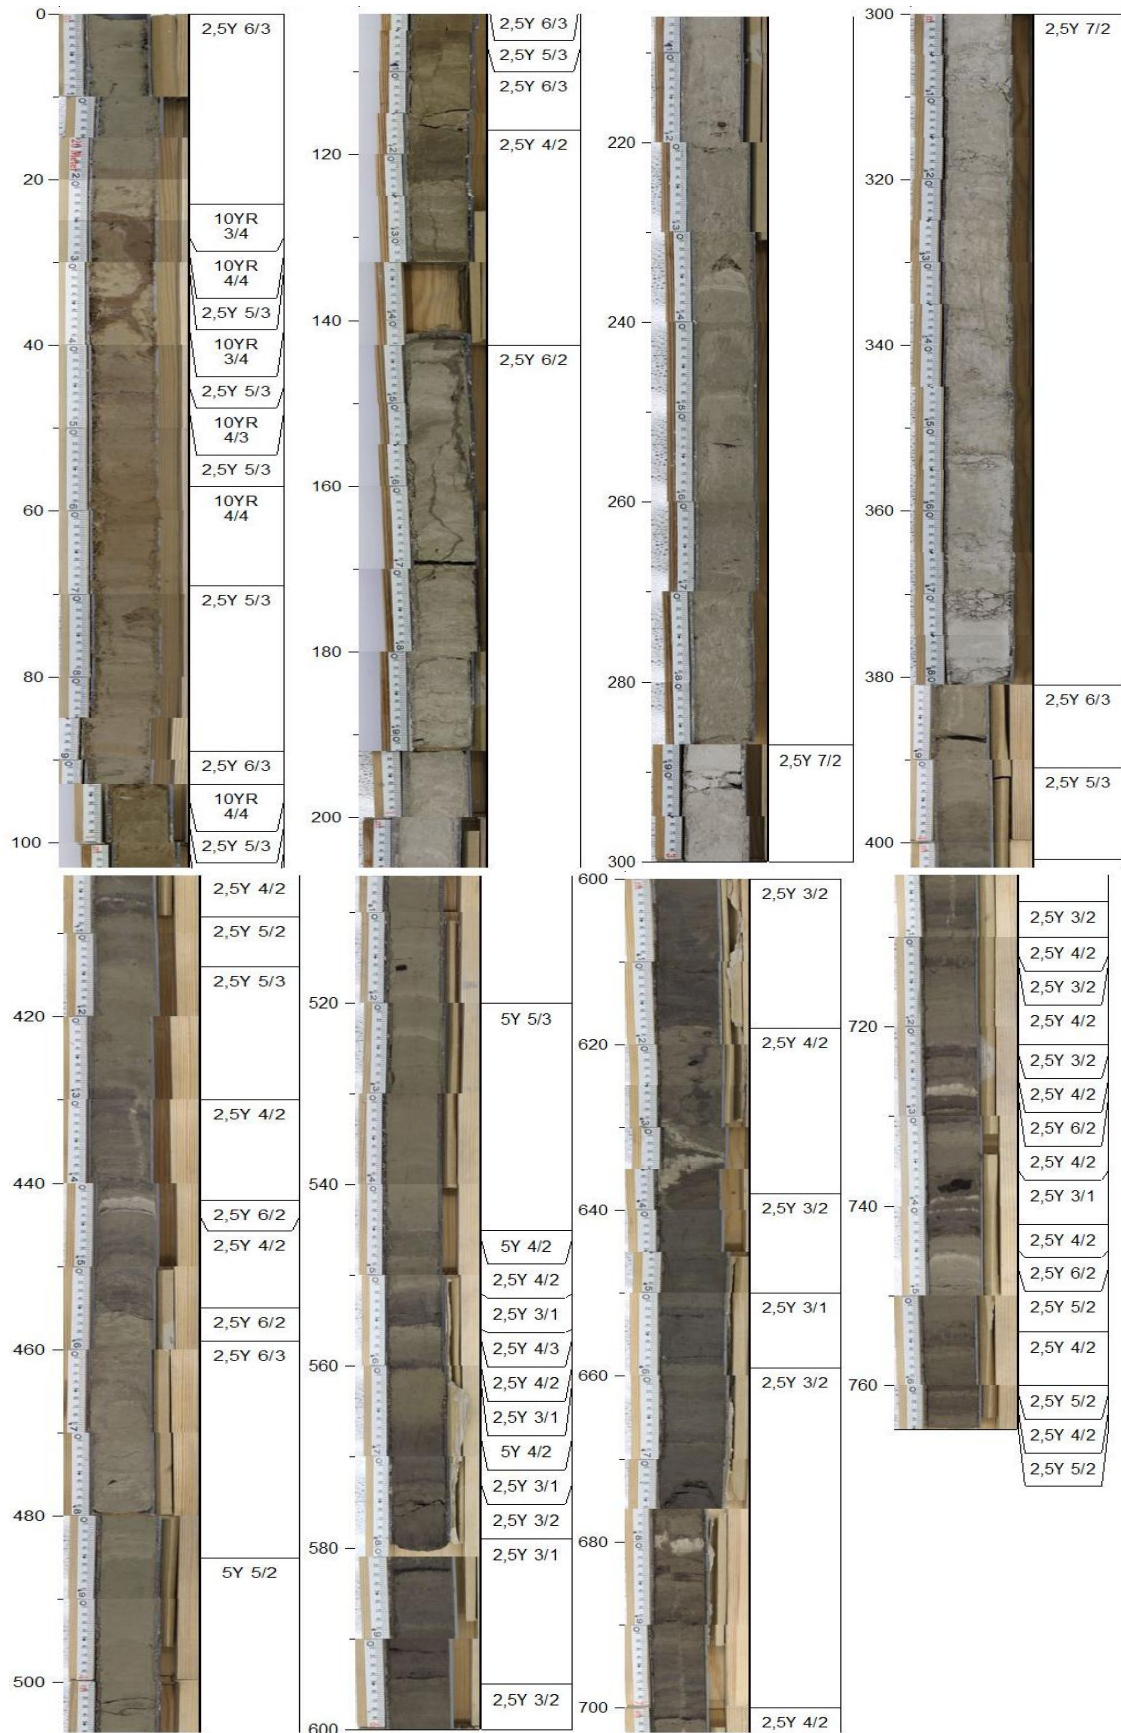 0
20
40
60
80
100
2,5Y 6/3
10YR
3/4
10YR
4/4
2,5Y 5/3
10YR
3/4
2,5Y 5/3
10YR
4/3
2,5Y 5/3
10YR
4/4
2,5Y 5/3
2,5Y 6/3
10YR
4/4
2,5Y 5/3
120
140
160
180
200
2,5Y 6/3
2,5Y 5/3
2,5Y 6/3
2,5Y 4/2
2,5Y 6/2
220
240
260
280
300
2,5Y 7/2
300
320
340
360
380
400
2,5Y 7/2
2,5Y 6/3
2,5Y 5/3
420
440
460
480
500
2,5Y 4/2
2,5Y 5/2
2,5Y 5/3
2,5Y 4/2
2,5Y 6/2
2,5Y 4/2
2,5Y 6/2
2,5Y 6/3
5Y 5/2
520
540
560
580
600
5Y 5/3
5Y 4/2
2,5Y 4/2
2,5Y 3/1
2,5Y 4/3
2,5Y 4/2
2,5Y 3/1
5Y 4/2
2,5Y 3/1
2,5Y 3/2
2,5Y 3/1
2,5Y 3/2
600
620
640
660
680
700
2,5Y 3/2
2,5Y 4/2
2,5Y 3/2
2,5Y 3/1
2,5Y 3/2
2,5Y 4/2
720
740
760
2,5Y 3/2
2,5Y 4/2
2,5Y 3/2
2,5Y 4/2
2,5Y 3/2
2,5Y 4/2
2,5Y 6/2
2,5Y 4/2
2,5Y 3/1
2,5Y 4/2
2,5Y 6/2
2,5Y 5/2
2,5Y 4/2
2,5Y 5/2
2,5Y 4/2
2,5Y 5/2